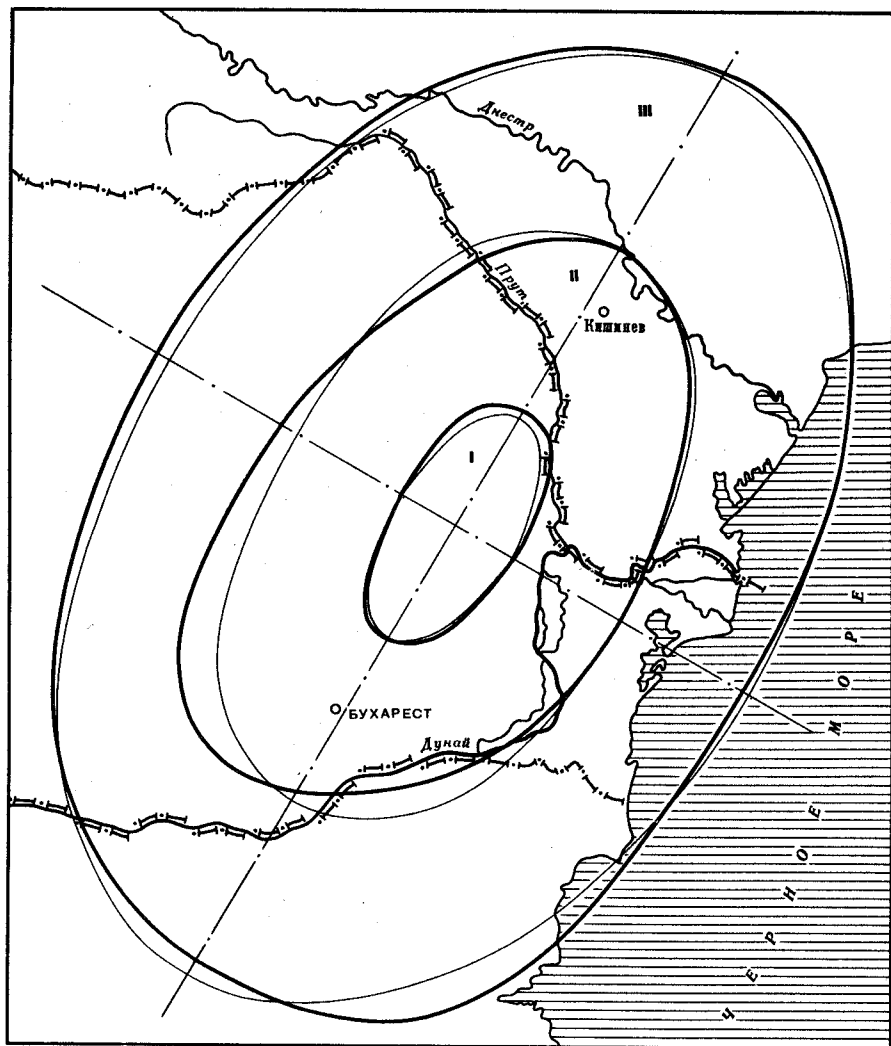 III
Днестр
II
Прут
Кишинев
I
БУХАРЕСТ
Дунай
ЧЕРНОЕ МОРЕ